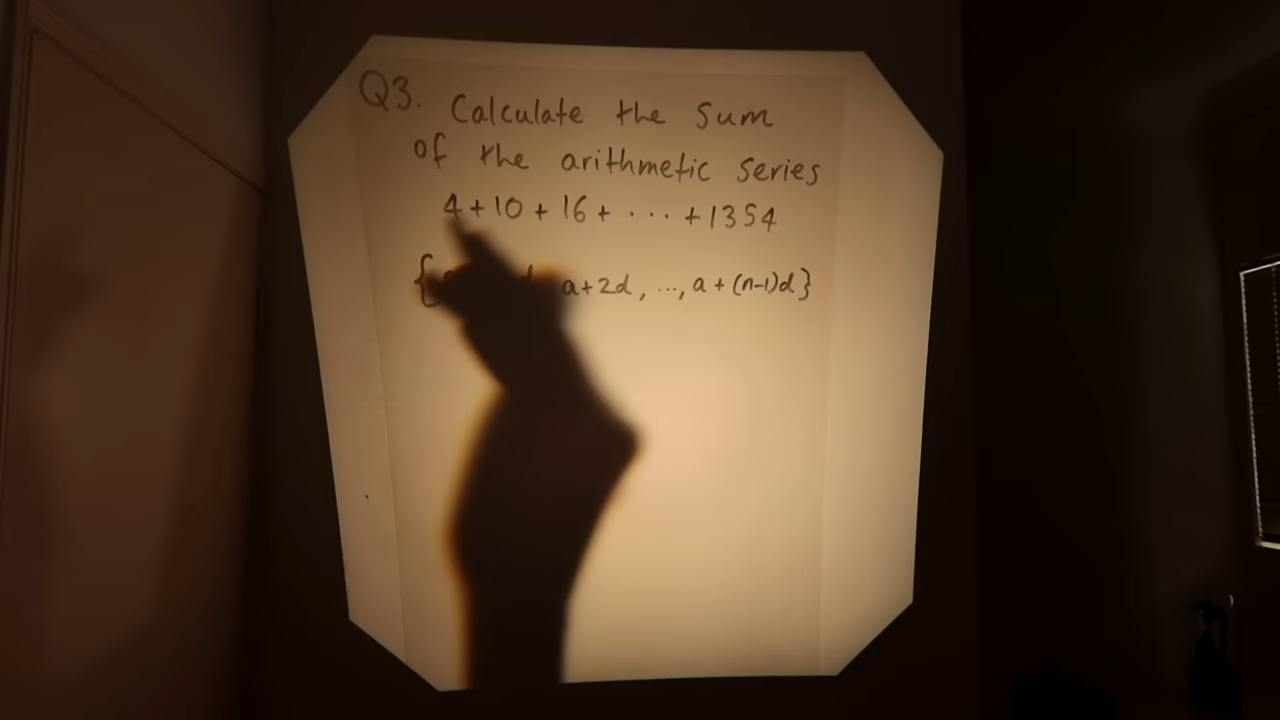 Q3. Calculate the sum
of the arithmetic series
4 + 10 + 16 + ... + 1354
{ a+2d, ..., a + (n-1)d}